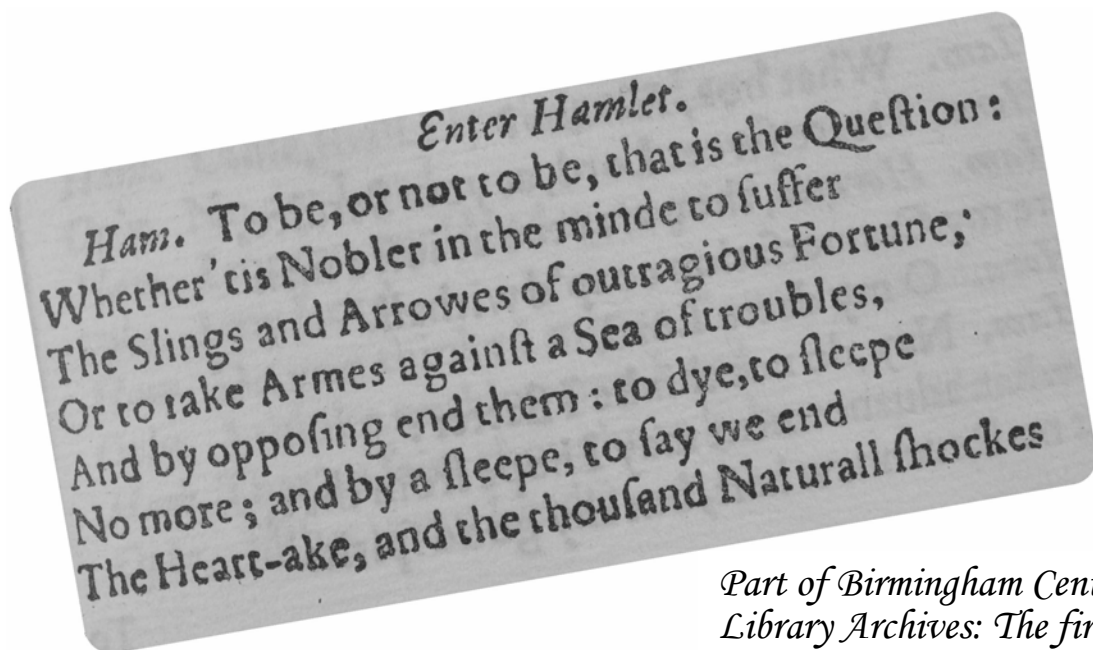 Enter Hamlet.
Ham. To be, or not to be, that is the Queſtion:
Whether 'tis Nobler in the minde to ſuffer
The Slings and Arrowes of outragious Fortune,
Or to take Armes againſt a Sea of troubles,
And by oppoſing end them: to dye, to ſleepe
No more; and by a ſleepe, to ſay we end
The Heart-ake, and the thouſand Naturall ſhockes
Part of Birmingham
Library Archives: The